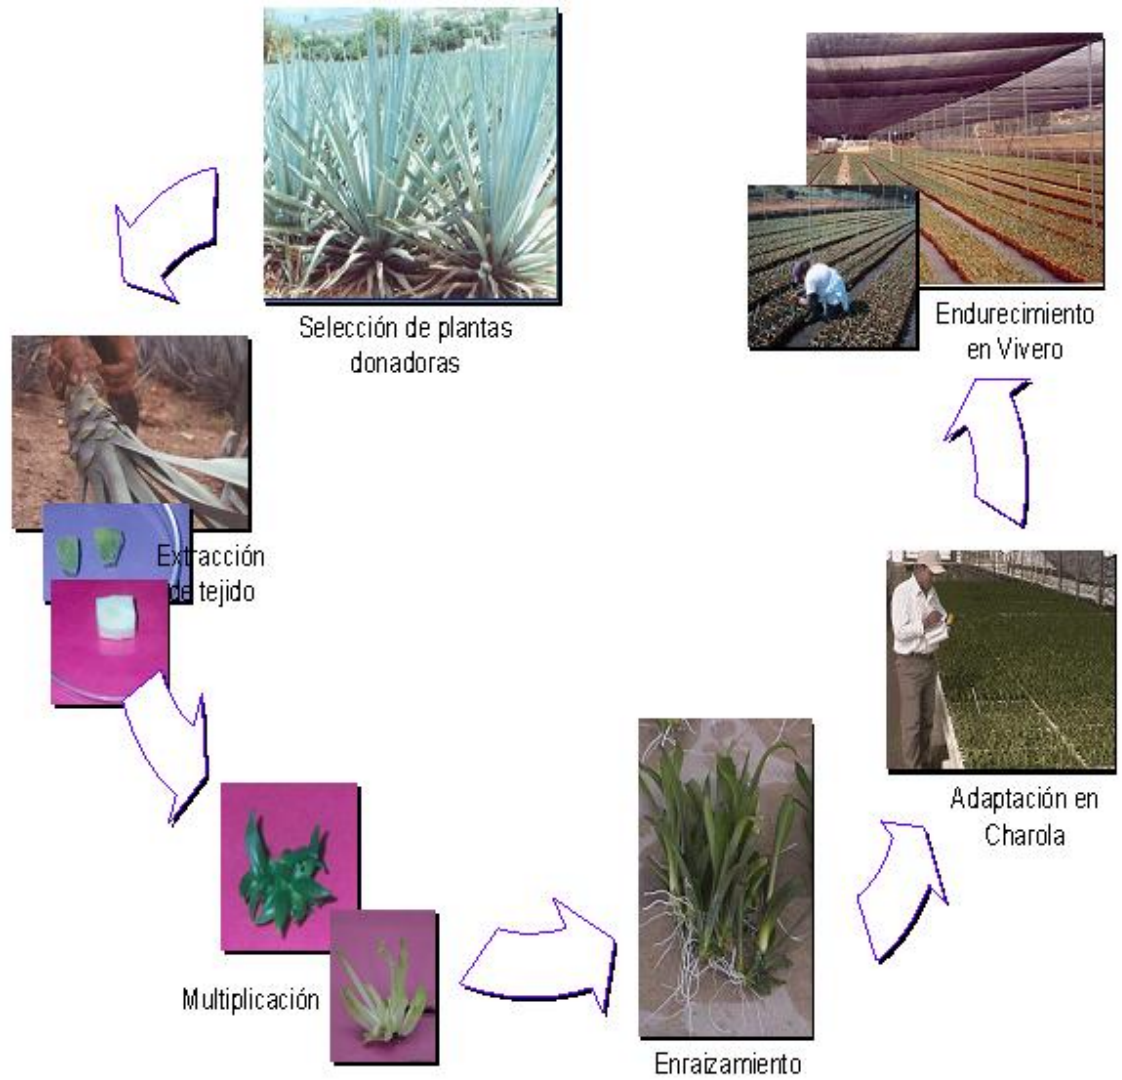 Selección de plantas
donadoras
Extracción
de tejido
Multiplicación
Enraizamiento
Adaptación en
Charola
Endurecimiento
en Vivero